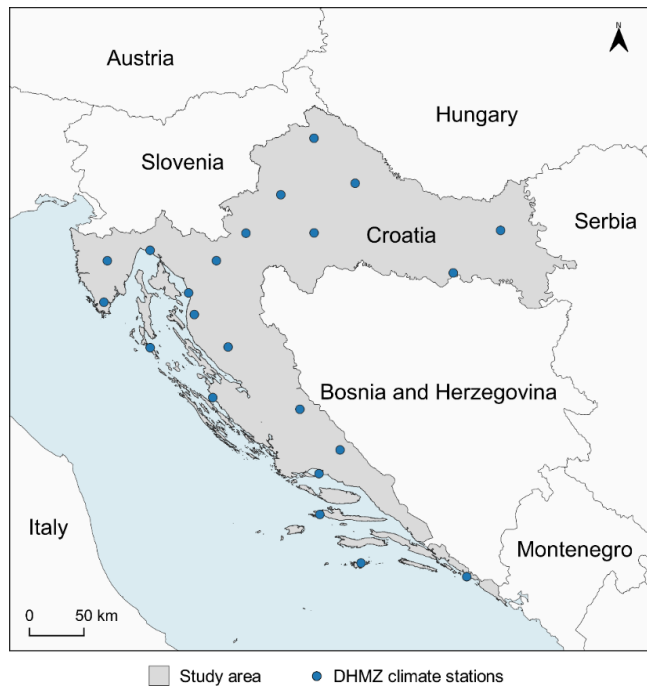 N
Austria
Hungary
Slovenia
Serbia
Croatia
Bosnia and Herzegovina
Italy
Montenegro
0 50 km
Study area DHMZ climate stations